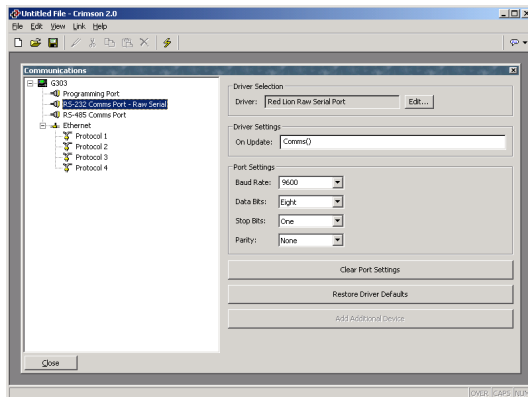 Untitled File - Crimson 2.0
File Edit View Link Help
Communications
G303
Programming Port
RS-232 Comms Port - Raw Serial
RS-485 Comms Port
Ethernet
Protocol 1
Protocol 2
Protocol 3
Protocol 4
Driver Selection
Driver: Red Lion Raw Serial Port Edit...
Driver Settings
On Update: Comms()
Port Settings
Baud Rate: 9600
Data Bits: Eight
Stop Bits: One
Parity: None
Clear Port Settings
Restore Driver Defaults
Add Additional Device
Close
OVER CAPS NUM